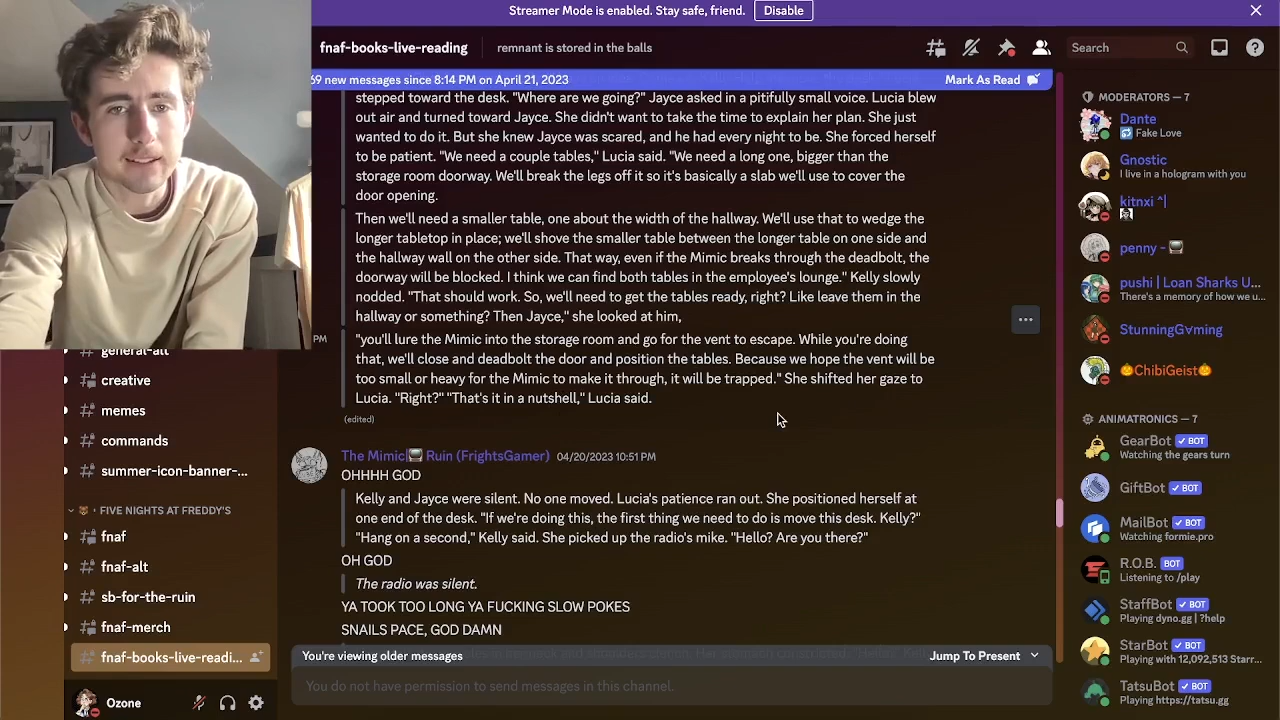 Streamer Mode is enabled. Stay safe, friend.
Disable
fnaf-books-live-reading
remnant is stored in the balls
Search
69 new messages since 8:14 PM on April 21, 2023
Mark As Read
stepped toward the desk. "Where are we going?" Jayce asked in a pitifully small voice. Lucia blew
out air and turned toward Jayce. She didn't want to take the time to explain her plan. She just
wanted to do it. But she knew Jayce was scared, and he had every night to be. She forced herself
to be patient. "We need a couple tables," Lucia said. "We need a long one, bigger than the
storage room doorway. We'll break the legs off it so it's basically a slab we'll use to cover the
door opening.
Then we'll need a smaller table, one about the width of the hallway. We'll use that to wedge the
longer tabletop in place; we'll shove the smaller table between the longer table on one side and
the hallway wall on the other side. That way, even if the Mimic breaks through the deadbolt, the
doorway will be blocked. I think we can find both tables in the employee's lounge." Kelly slowly
nodded. "That should work. So, we'll need to get the tables ready, right? Like leave them in the
hallway or something? Then Jayce," she looked at him,
PM
"you'll lure the Mimic into the storage room and go for the vent to escape. While you're doing
that, we'll close and deadbolt the door and position the tables. Because we hope the vent will be
too small or heavy for the Mimic to make it through, it will be trapped." She shifted her gaze to
Lucia. "Right?" "That's it in a nutshell," Lucia said.
(edited)
The Mimic Ruin (FrightsGamer) 04/20/2023 10:51 PM
OHHHH GOD
Kelly and Jayce were silent. No one moved. Lucia's patience ran out. She positioned herself at
one end of the desk. "If we're doing this, the first thing we need to do is move this desk. Kelly?"
"Hang on a second," Kelly said. She picked up the radio's mike. "Hello? Are you there?"
OH GOD
The radio was silent.
YA TOOK TOO LONG YA FUCKING SLOW POKES
SNAILS PACE, GOD DAMN
You're viewing older messages
Jump To Present
You do not have permission to send messages in this channel.
general-alt
creative
memes
commands
summer-icon-banner-...
FIVE NIGHTS AT FREDDY'S
fnaf
fnaf-alt
sb-for-the-ruin
fnaf-merch
fnaf-books-live-readi...
Ozone
MODERATORS — 7
Dante
Fake Love
Gnostic
I live in a hologram with you
kitnxi ^|
penny -
pushi | Loan Sharks U...
There's a memory of how we u...
StunningG∀ming
ChibiGeist
ANIMATRONICS — 7
GearBot BOT
Watching the gears turn
GiftBot BOT
MailBot BOT
Watching formie.pro
R.O.B. BOT
Listening to /play
StaffBot BOT
Playing dyno.gg | ?help
StarBot BOT
Playing with 12,092,513 Starr...
TatsuBot BOT
Playing https://tatsu.gg